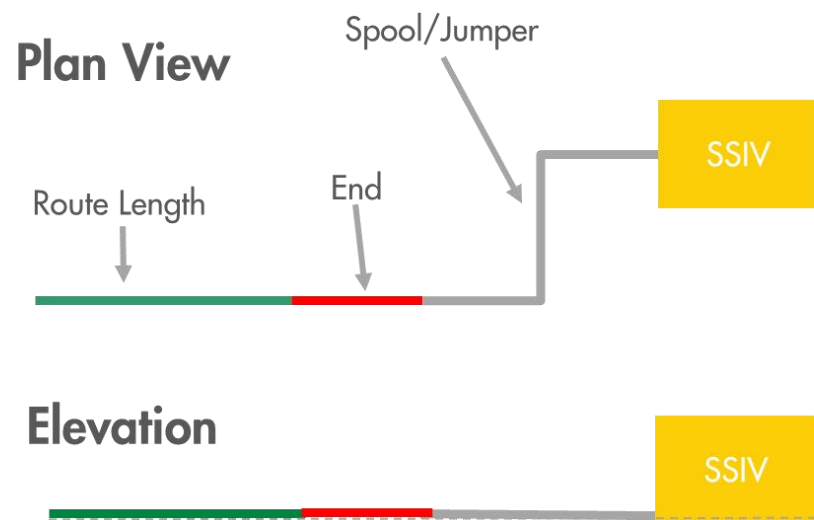 Spool/Jumper
Plan View
SSIV
End
Route Length
Elevation
SSIV